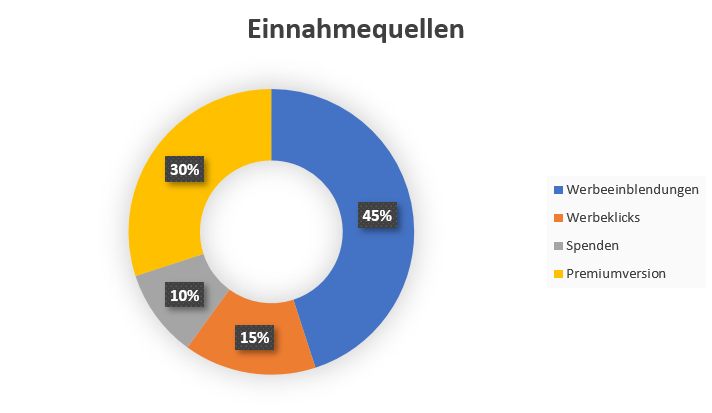 Einnahmequellen
30%
45%
10%
15%
Werbeeinblendungen
Werbeklicks
Spenden
Premiumversion